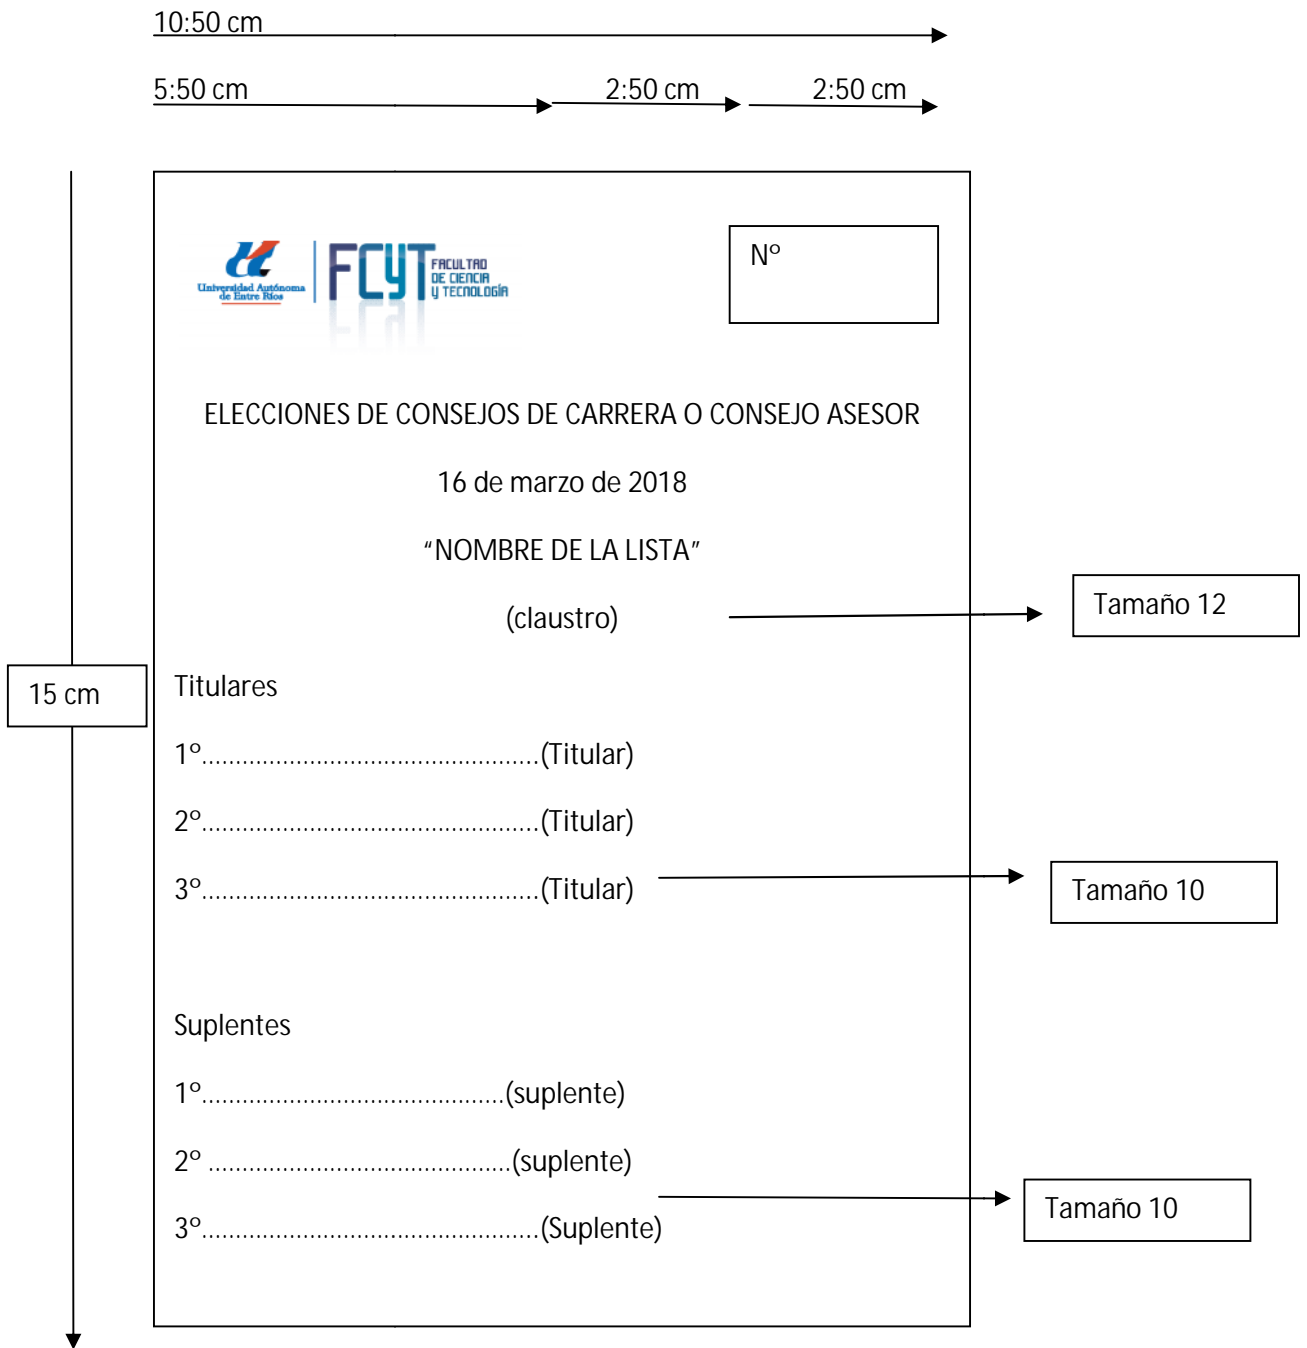 10:50 cm
5:50 cm 2:50 cm 2:50 cm
Universidad Autónoma
de Entre Ríos
FCYT
FACULTAD
DE CIENCIA
Y TECNOLOGÍA
Nº
ELECCIONES DE CONSEJOS DE CARRERA O CONSEJO ASESOR
16 de marzo de 2018
“NOMBRE DE LA LISTA”
(claustro)
Tamaño 12
15 cm
Titulares
1º..................................................(Titular)
2º..................................................(Titular)
3º..................................................(Titular)
Tamaño 10
Suplentes
1º.............................................(suplente)
2º .............................................(suplente)
3º..................................................(Suplente)
Tamaño 10